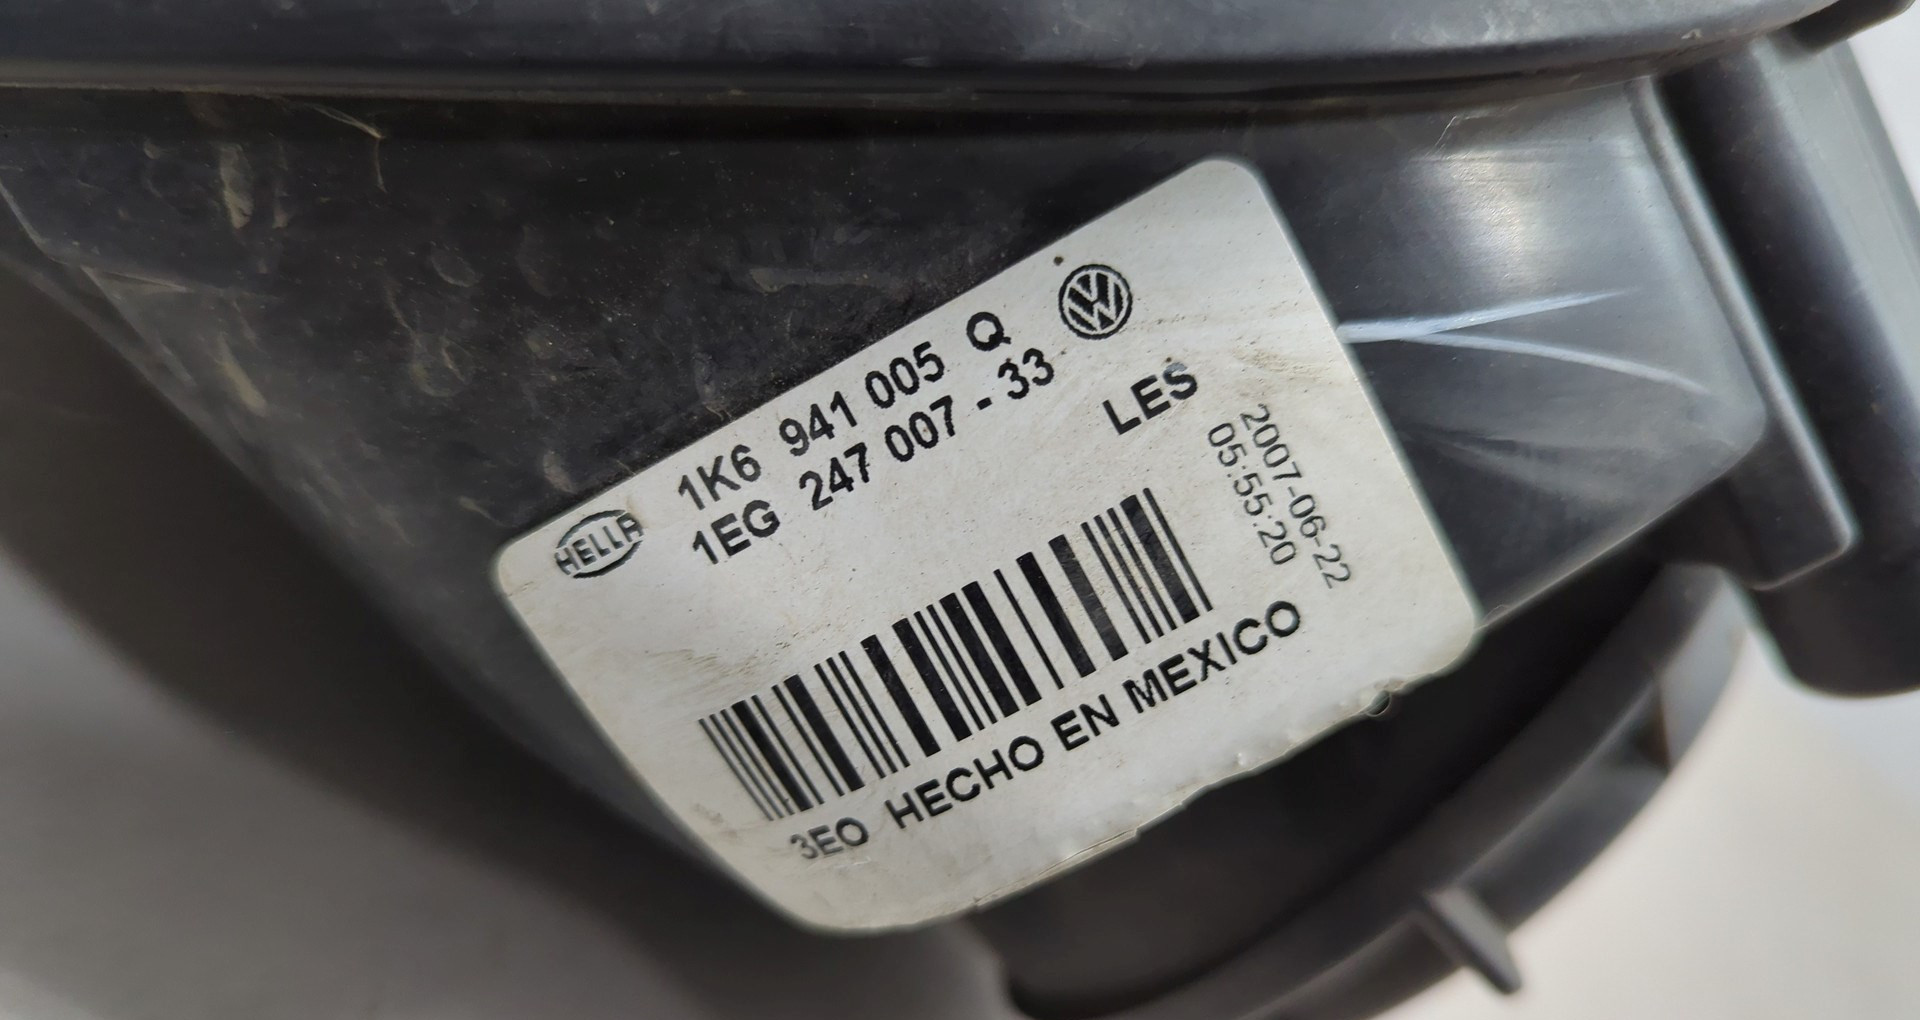 1K6 941 005 Q
1EG 247 007 - 33
HELLA
LES
2007-06-22
05:55:20
3EO HECHO EN MEXICO